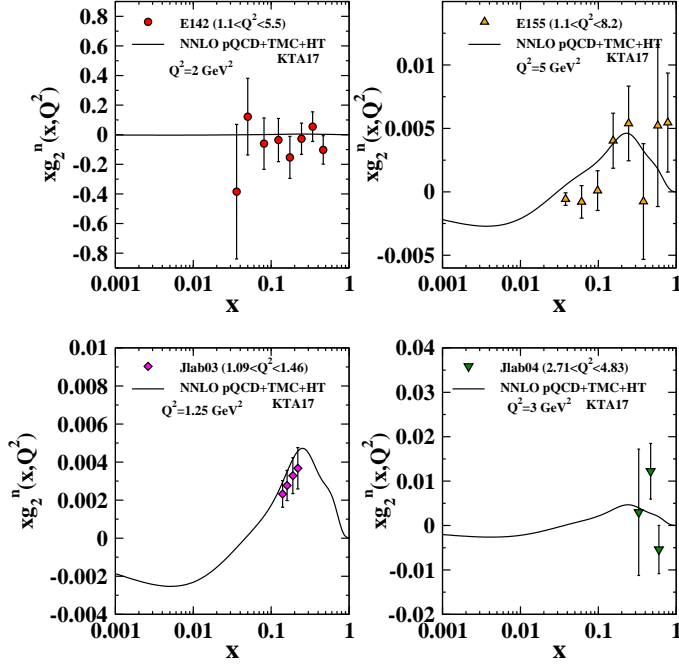 E142 (1.1<Q²<5.5)
NNLO pQCD+TMC+HT
KTA17
Q²=2 GeV²
xg₂ⁿ(x,Q²)
0.8
0.6
0.4
0.2
0
-0.2
-0.4
-0.6
-0.8
0.001 0.01 0.1 1
x
E155 (1.1<Q²<8.2)
NNLO pQCD+TMC+HT
Q²=5 GeV² KTA17
xg₂ⁿ(x,Q²)
0.01
0.005
0
-0.005
0.001 0.01 0.1 1
x
Jlab03 (1.09<Q²<1.46)
NNLO pQCD+TMC+HT
Q²=1.25 GeV² KTA17
xg₂ⁿ(x,Q²)
0.01
0.008
0.006
0.004
0.002
0
-0.002
-0.004
0.001 0.01 0.1 1
x
Jlab04 (2.71<Q²<4.83)
NNLO pQCD+TMC+HT
Q²=3 GeV² KTA17
xg₂ⁿ(x,Q²)
0.04
0.03
0.02
0.01
0
-0.01
-0.02
0.001 0.01 0.1 1
x